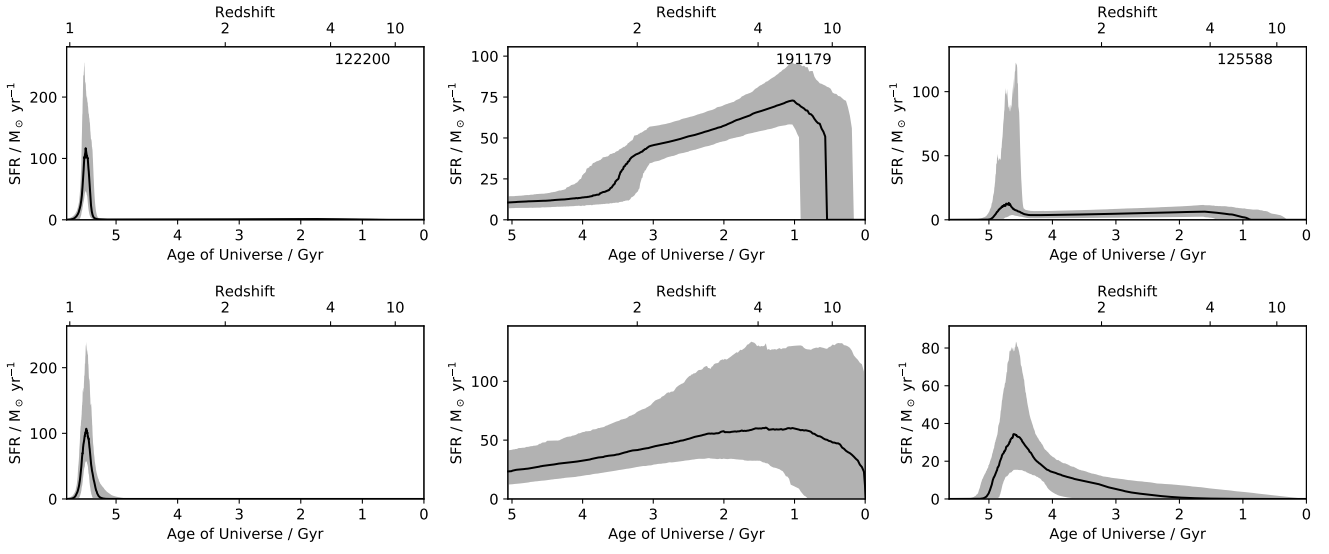 Redshift
1 2 4 10
122200
SFR / M⊙ yr−1
200
100
0
5 4 3 2 1 0
Age of Universe / Gyr
Redshift
2 4 10
191179
SFR / M⊙ yr−1
100
75
50
25
0
5 4 3 2 1 0
Age of Universe / Gyr
Redshift
2 4 10
125588
SFR / M⊙ yr−1
100
50
0
5 4 3 2 1 0
Age of Universe / Gyr
Redshift
1 2 4 10
SFR / M⊙ yr−1
200
100
0
5 4 3 2 1 0
Age of Universe / Gyr
Redshift
2 4 10
SFR / M⊙ yr−1
100
50
0
5 4 3 2 1 0
Age of Universe / Gyr
Redshift
2 4 10
SFR / M⊙ yr−1
80
60
40
20
0
5 4 3 2 1 0
Age of Universe / Gyr